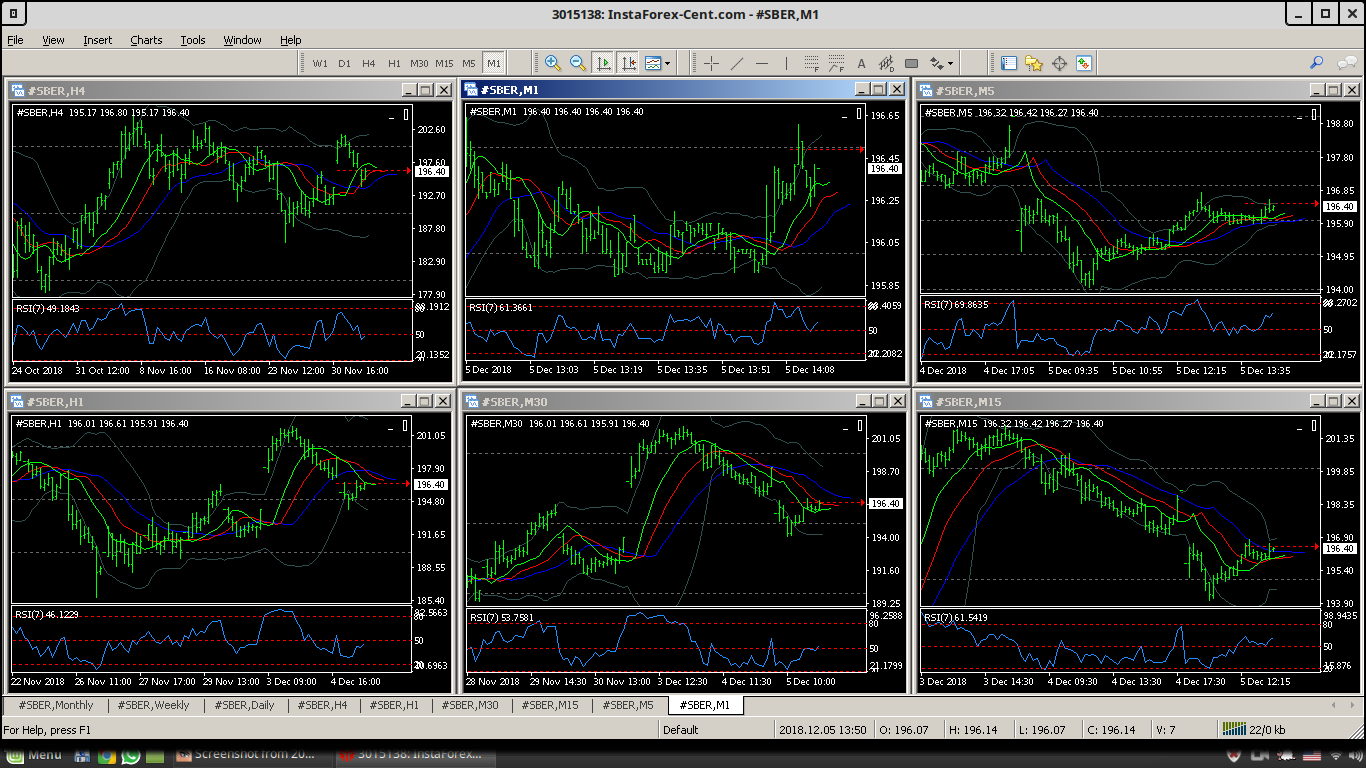 3015138: InstaForex-Cent.com - #SBER,M1
File View Insert Charts Tools Window Help
W1 D1 H4 H1 M30 M15 M5 M1
#SBER,H4
#SBER,H4 195.17 196.80 195.17 196.40
202.60
197.60
196.40
192.70
187.80
182.90
177.90
RSI(7) 49.1843
50
24 Oct 2018 31 Oct 12:00 8 Nov 16:00 16 Nov 08:00 23 Nov 12:00 30 Nov 16:00
#SBER,M1
#SBER,M1 196.40 196.40 196.40 196.40
196.65
196.45
196.40
196.25
196.05
195.85
RSI(7) 61.3661
50
5 Dec 2018 5 Dec 13:03 5 Dec 13:19 5 Dec 13:35 5 Dec 13:51 5 Dec 14:08
#SBER,M5
#SBER,M5 196.32 196.42 196.27 196.40
198.80
197.80
196.85
196.40
195.90
194.95
194.00
RSI(7) 69.8635
50
4 Dec 2018 4 Dec 17:05 5 Dec 09:35 5 Dec 10:55 5 Dec 12:15 5 Dec 13:35
#SBER,H1
#SBER,H1 196.01 196.61 195.91 196.40
201.05
197.90
196.40
194.80
191.65
188.55
185.40
RSI(7) 46.1229
80
50
22 Nov 2018 26 Nov 11:00 27 Nov 17:00 29 Nov 13:00 3 Dec 09:00 4 Dec 16:00
#SBER,M30
#SBER,M30 196.01 196.61 195.91 196.40
201.05
198.70
196.40
194.00
191.60
189.25
RSI(7) 53.7581
96.2588
80
50
28 Nov 2018 29 Nov 14:30 30 Nov 13:00 3 Dec 12:30 4 Dec 11:30 5 Dec 10:00
#SBER,M15
#SBER,M15 196.32 196.42 196.27 196.40
201.35
199.85
198.35
196.90
196.40
195.40
193.90
RSI(7) 61.5419
98.9435
80
50
3 Dec 2018 3 Dec 14:30 4 Dec 09:30 4 Dec 13:30 4 Dec 17:30 5 Dec 12:15
#SBER,Monthly #SBER,Weekly #SBER,Daily #SBER,H4 #SBER,H1 #SBER,M30 #SBER,M15 #SBER,M5 #SBER,M1
For Help, press F1 Default 2018.12.05 13:50 O: 196.07 H: 196.14 L: 196.07 C: 196.14 V: 7 22/0 kb
Menu Screenshot from 20... 3015138: InstaForex-C...